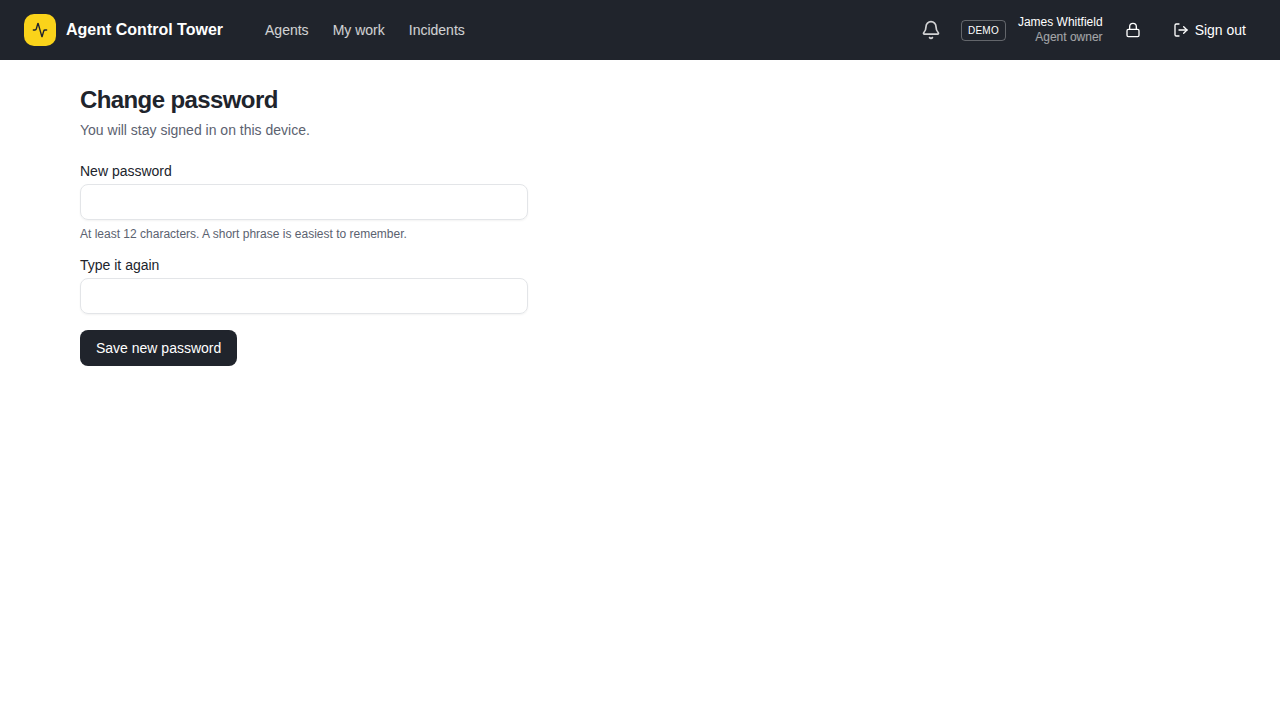 Agent Control Tower
Agents
My work
Incidents
DEMO
James Whitfield
Agent owner
Sign out
Change password
You will stay signed in on this device.
New password
At least 12 characters. A short phrase is easiest to remember.
Type it again
Save new password